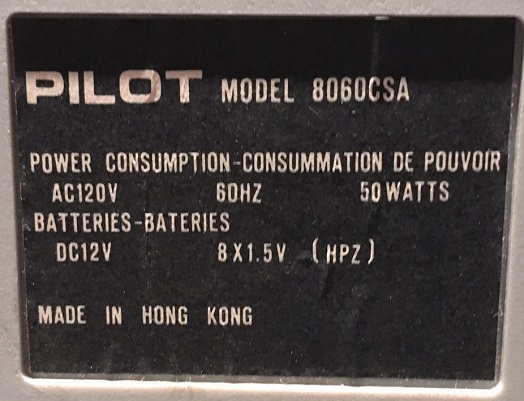 PILOT MODEL 8060CSA
POWER CONSUMPTION-CONSUMMATION DE POUVOIR
AC120V 60HZ 50WATTS
BATTERIES-BATERIES
DC12V 8X1.5V (HPZ)
MADE IN HONG KONG